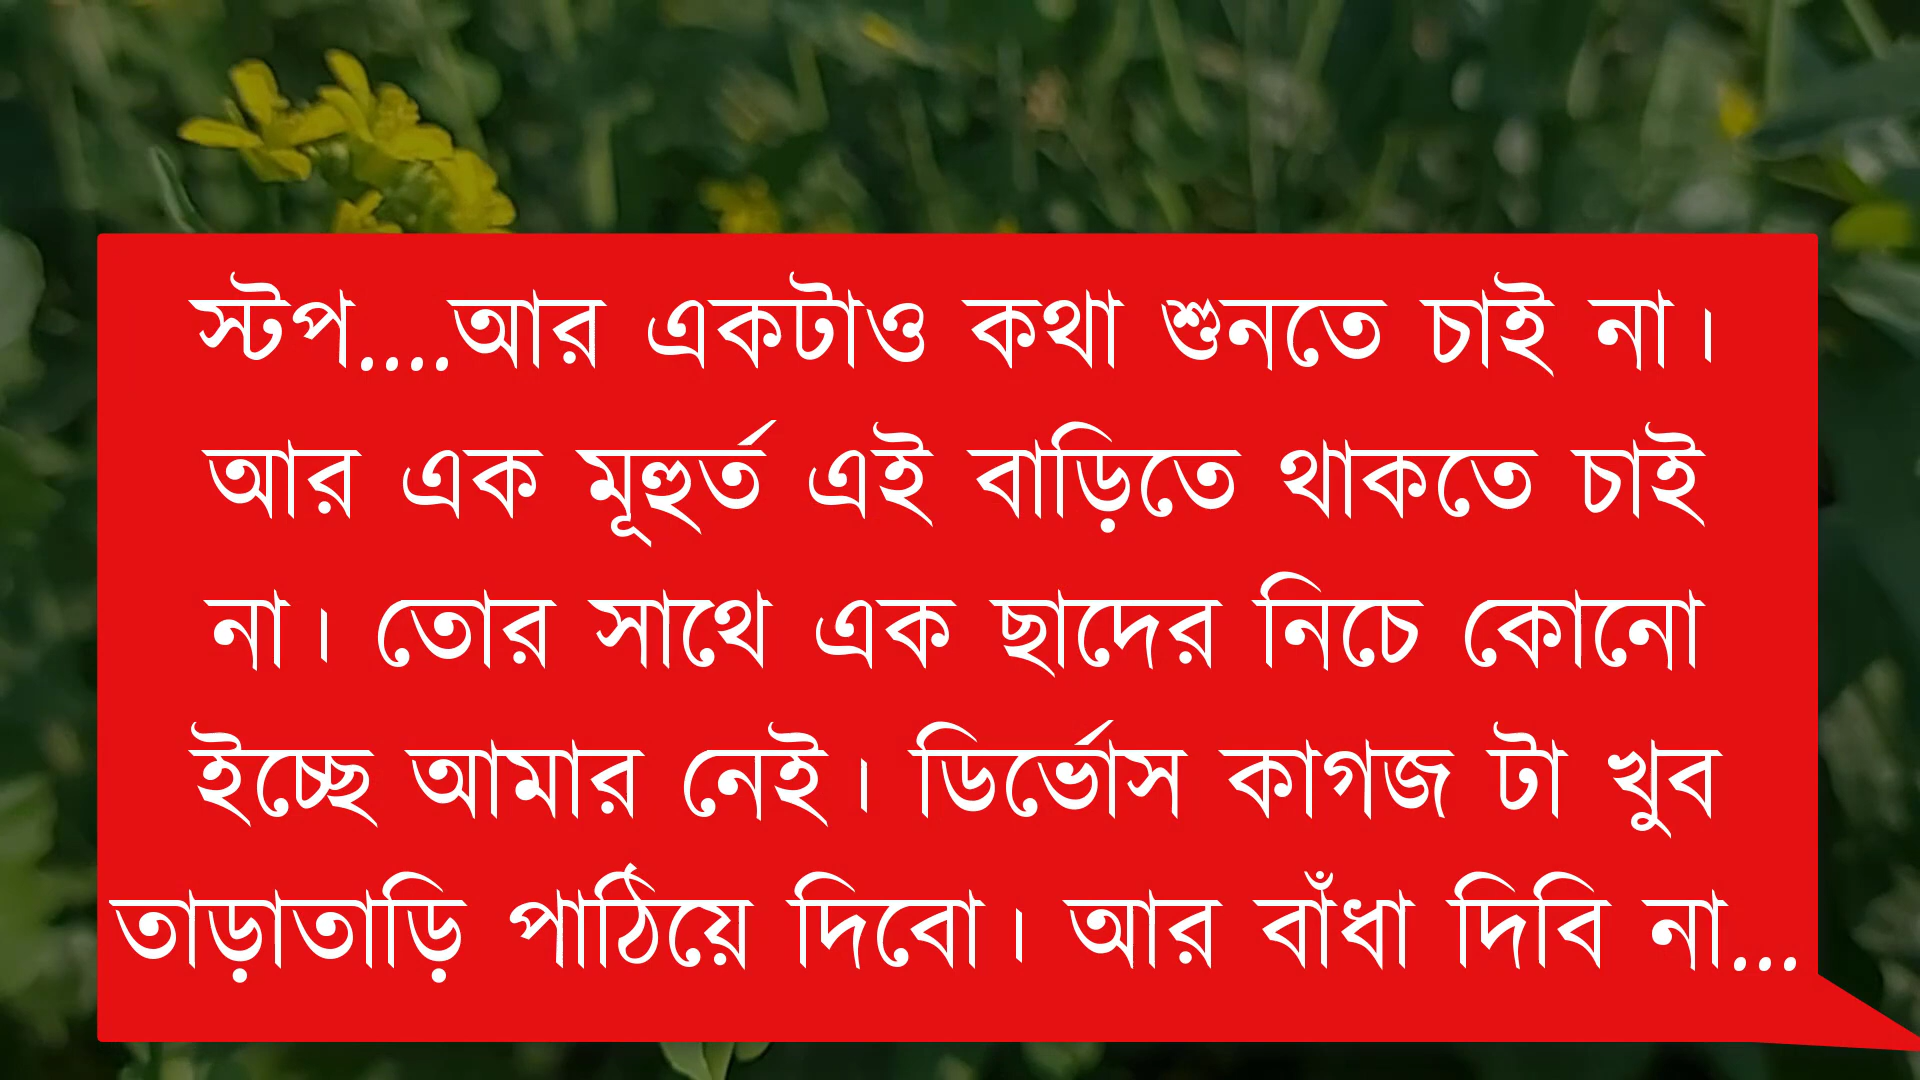 স্টপ....আর একটাও কথা শুনতে চাই না।
আর এক মূহুর্ত এই বাড়িতে থাকতে চাই
না। তোর সাথে এক ছাদের নিচে কোনো
ইচ্ছে আমার নেই। ডির্ভোস কাগজ টা খুব
তাড়াতাড়ি পাঠিয়ে দিবো। আর বাঁধা দিবি না...